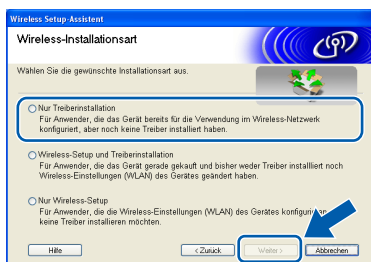 Wireless Setup-Assistent
Wireless-Installationsart
Wählen Sie die gewünschte Installationsart aus.
Nur Treiberinstallation
Für Anwender, die das Gerät bereits für die Verwendung im Wireless-Netzwerk
konfiguriert, aber noch keine Treiber installiert haben.
Wireless-Setup und Treiberinstallation
Für Anwender, die das Gerät gerade gekauft und bisher weder Treiber installliert noch
Wireless-Einstellungen (WLAN) des Gerätes geändert haben.
Nur Wireless-Setup
Für Anwender, die die Wireless-Einstellungen (WLAN) des Gerätes
keine Treiber installieren möchten.
Hilfe
< Zurück
Weiter >
Abbrechen